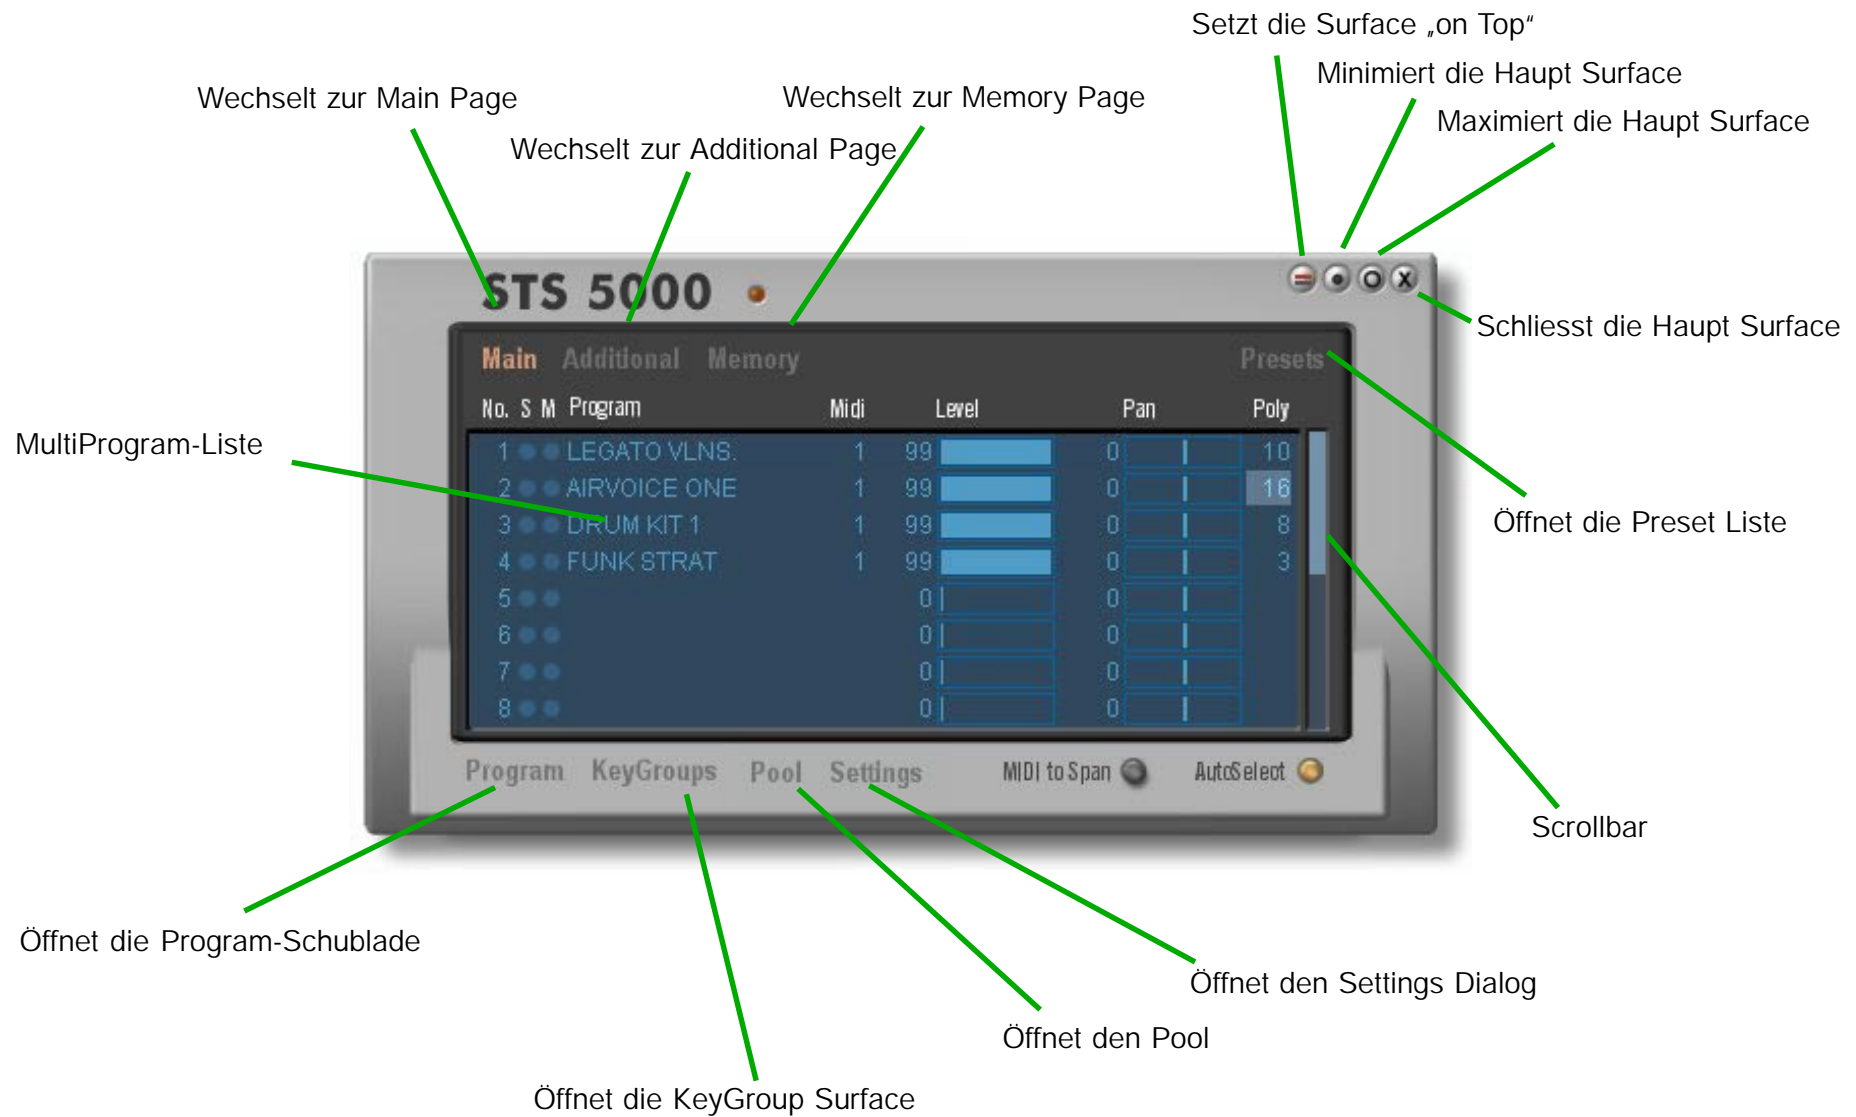 Setzt die Surface „on Top“
Minimiert die Haupt Surface
Wechselt zur Main Page
Wechselt zur Memory Page
Maximiert die Haupt Surface
Wechselt zur Additional Page
STS 5000
X
Schliesst die Haupt Surface
Main Additional Memory Presets
No. S M Program Midi Level Pan Poly
MultiProgram-Liste
1 LEGATO VLNS. 1 99 0 10
2 AIRVOICE ONE 1 99 0 16
3 DRUM KIT 1 1 99 0 8
Öffnet die Preset Liste
4 FUNK STRAT 1 99 0 3
5 0 0
6 0 0
7 0 0
8 0 0
Program KeyGroups Pool Settings MIDI to Span AutoSelect
Scrollbar
Öffnet die Program-Schublade
Öffnet den Settings Dialog
Öffnet den Pool
Öffnet die KeyGroup Surface